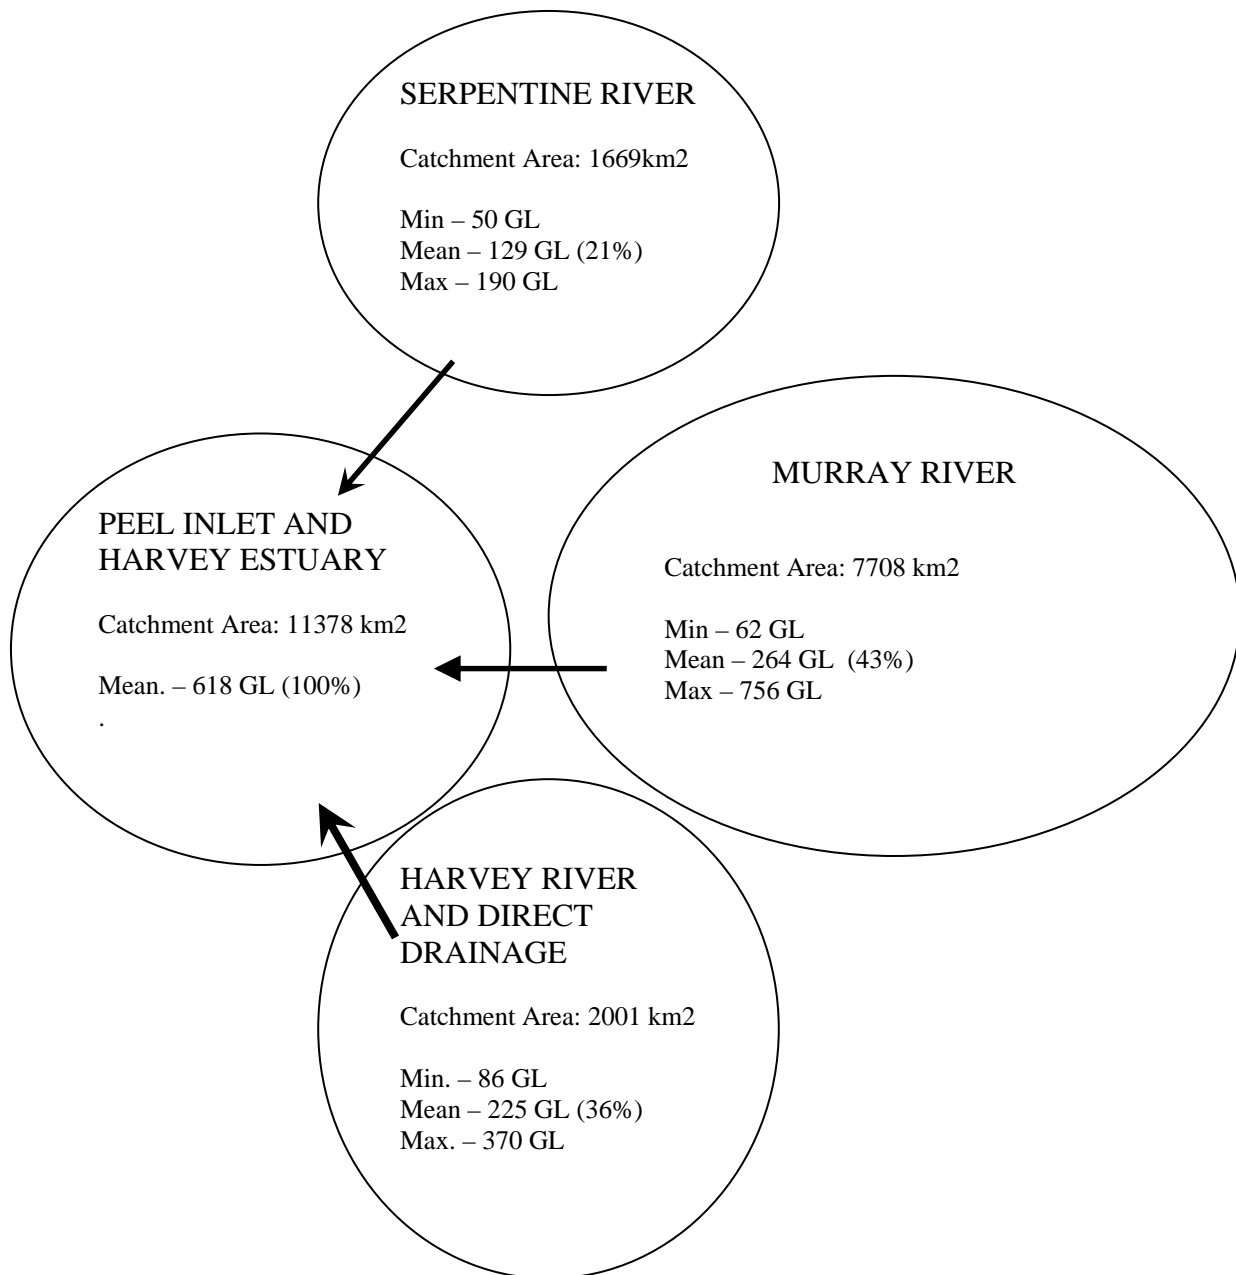 SERPENTINE RIVER
Catchment Area: 1669km2
Min – 50 GL
Mean – 129 GL (21%)
Max – 190 GL
MURRAY RIVER
Catchment Area: 7708 km2
Min – 62 GL
Mean – 264 GL  (43%)
Max – 756 GL
PEEL INLET AND
HARVEY ESTUARY
Catchment Area: 11378 km2
Mean. – 618 GL (100%)
.
HARVEY RIVER
AND DIRECT
DRAINAGE
Catchment Area: 2001 km2
Min. – 86 GL
Mean – 225 GL (36%)
Max. – 370 GL